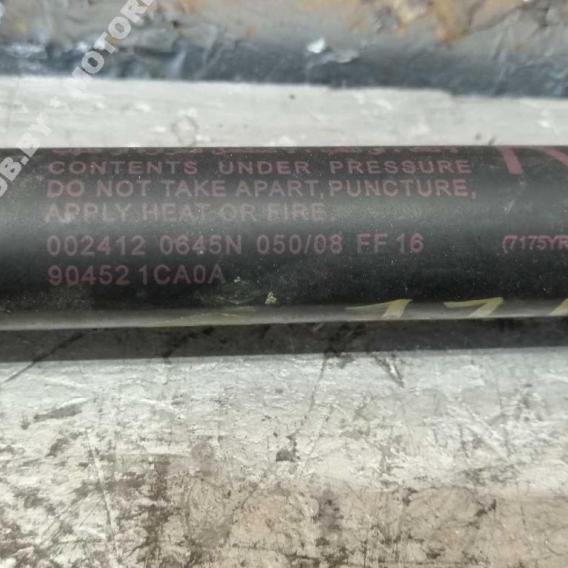 CONTENTS UNDER PRESSURE
DO NOT TAKE APART, PUNCTURE,
APPLY HEAT OR FIRE.
002412 0645N 050/08 FF 16 (7175YR
90452 1CA0A